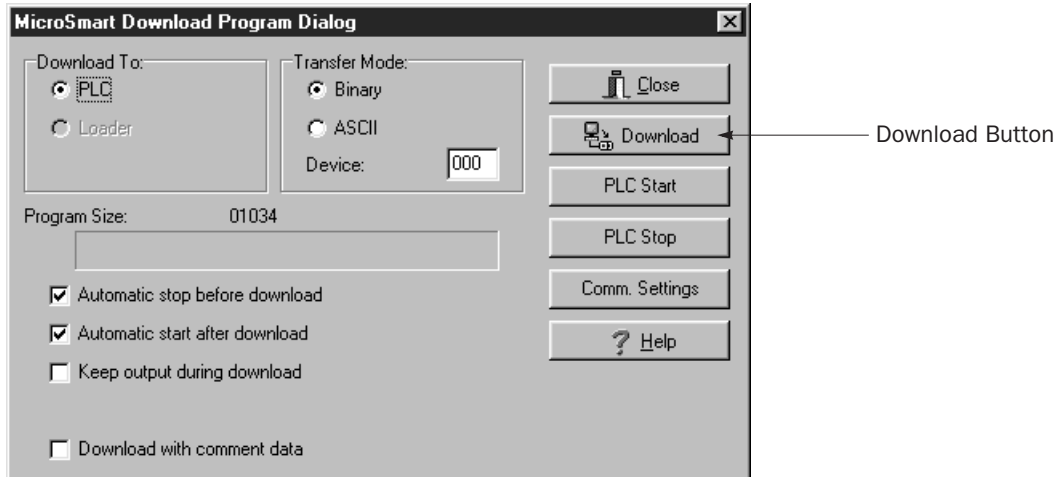 MicroSmart Download Program Dialog
Download To:
PLC
Loader
Transfer Mode:
Binary
ASCII
Device: 000
Close
Download
PLC Start
PLC Stop
Comm. Settings
Help
Download Button
Program Size: 01034
Automatic stop before download
Automatic start after download
Keep output during download
Download with comment data